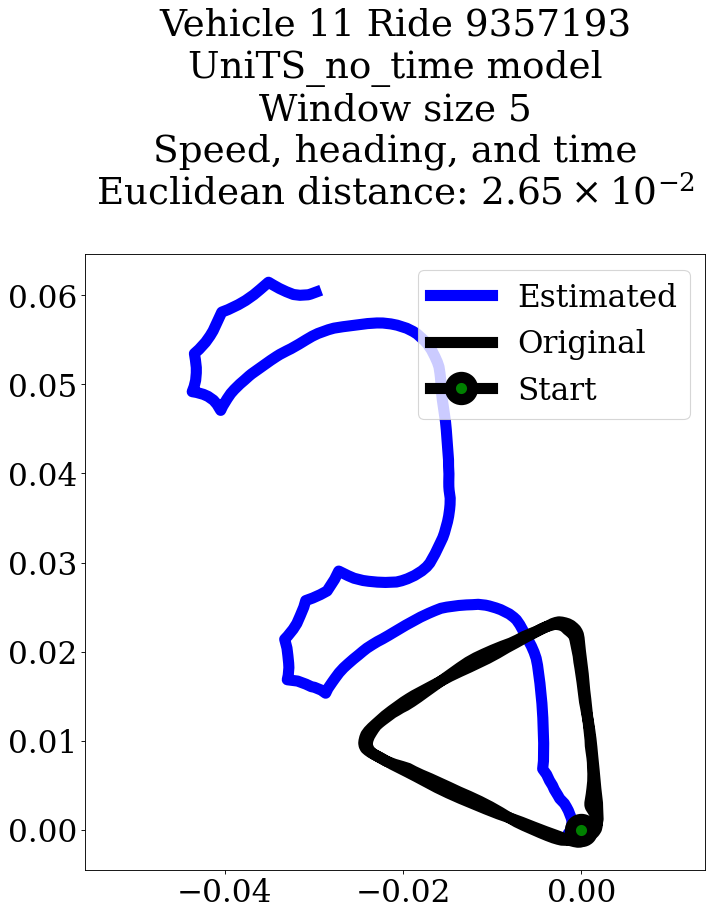 Vehicle 11 Ride 9357193
UniTS_no_time model
Window size 5
Speed, heading, and time
Euclidean distance: 2.65 × 10⁻²
Estimated
Original
Start
0.06
0.05
0.04
0.03
0.02
0.01
0.00
−0.04 −0.02 0.00